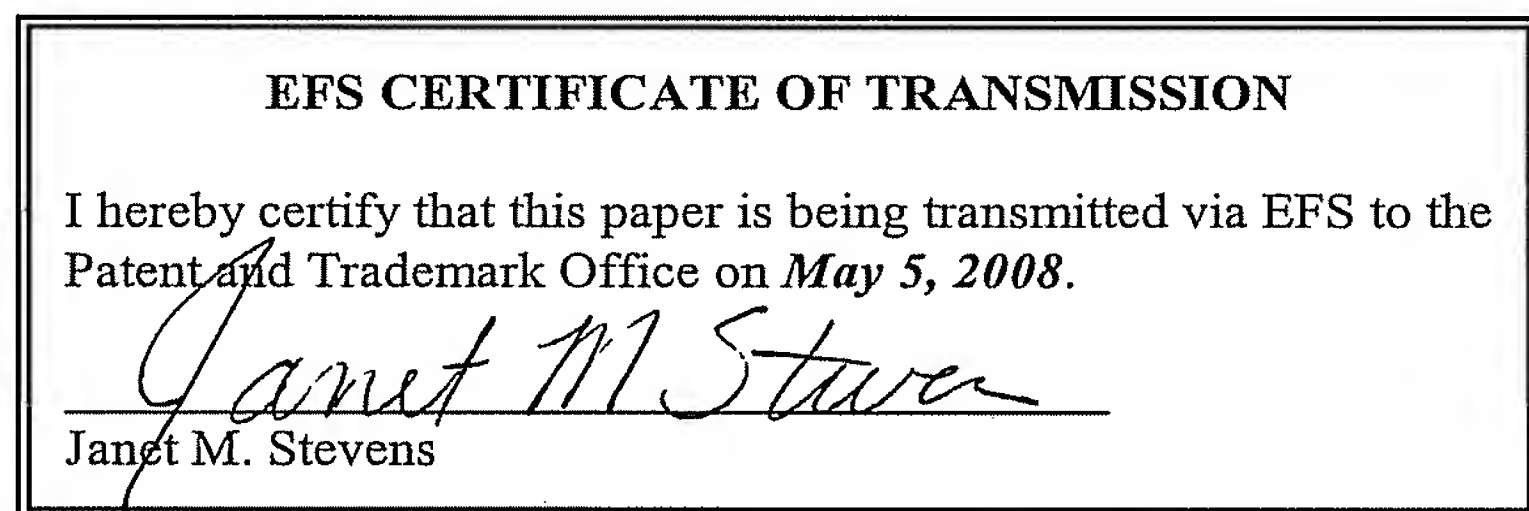 EFS CERTIFICATE OF TRANSMISSION
I hereby certify that this paper is being transmitted via EFS to the
Patent and Trademark Office on May 5, 2008.
Janet M Stevens
Janet M. Stevens